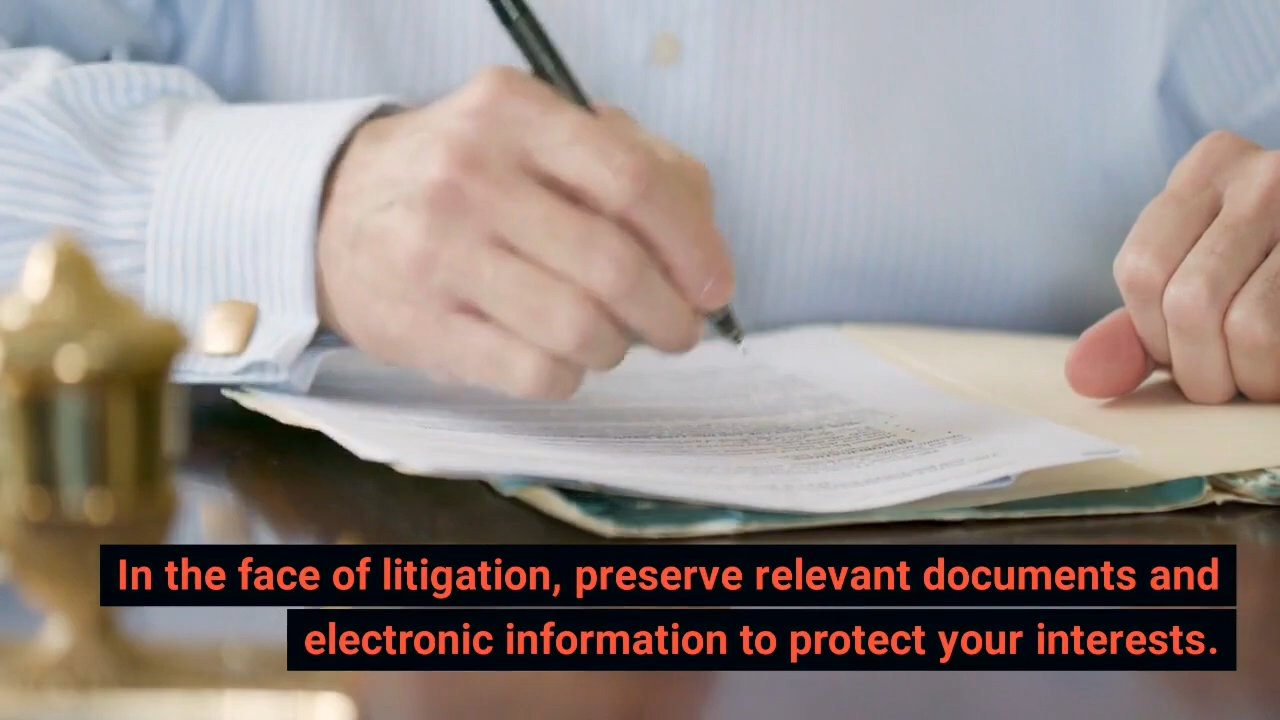 In the face of litigation, preserve relevant documents and
electronic information to protect your interests.